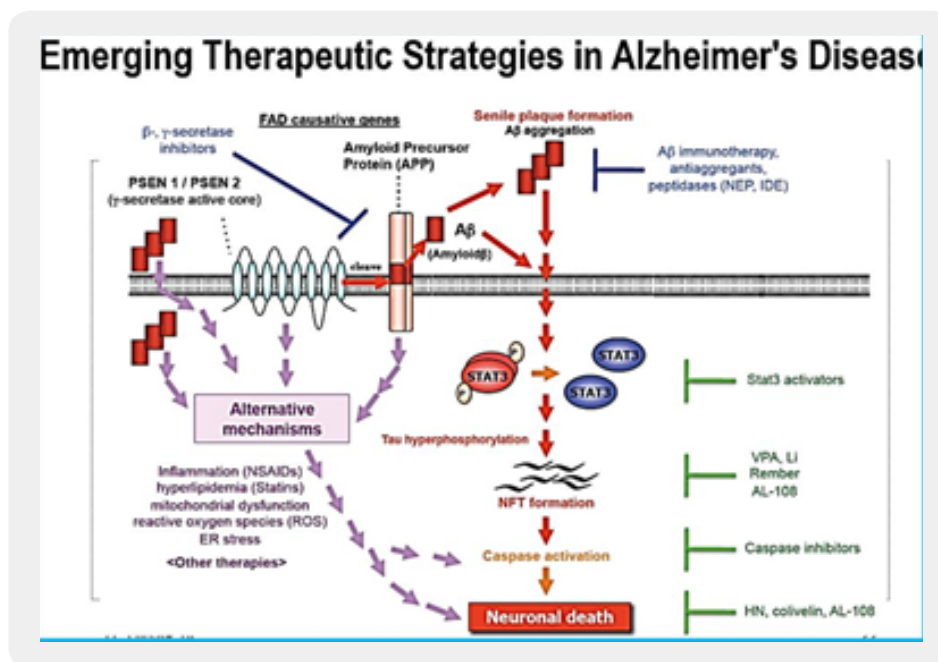 Emerging Therapeutic Strategies in Alzheimer's Disease
FAD causative genes
β-, γ-secretase
inhibitors
Amyloid Precursor
Protein (APP)
Senile plaque formation
Aβ aggregation
Aβ immunotherapy,
antiaggregants,
peptidases (NEP, IDE)
PSEN 1 / PSEN 2
(γ-secretase active core)
cleave
Aβ
(Amyloidβ)
P
P
STAT3
STAT3
STAT3
Stat3 activators
Alternative
mechanisms
Tau hyperphosphorylation
Inflammation (NSAIDs)
hyperlipidemia (Statins)
mitochondrial dysfunction
reactive oxygen species (ROS)
ER stress
<Other therapies>
NFT formation
VPA, Li
Rember
AL-108
Caspase activation
Caspase inhibitors
Neuronal death
HN, colivelin, AL-108